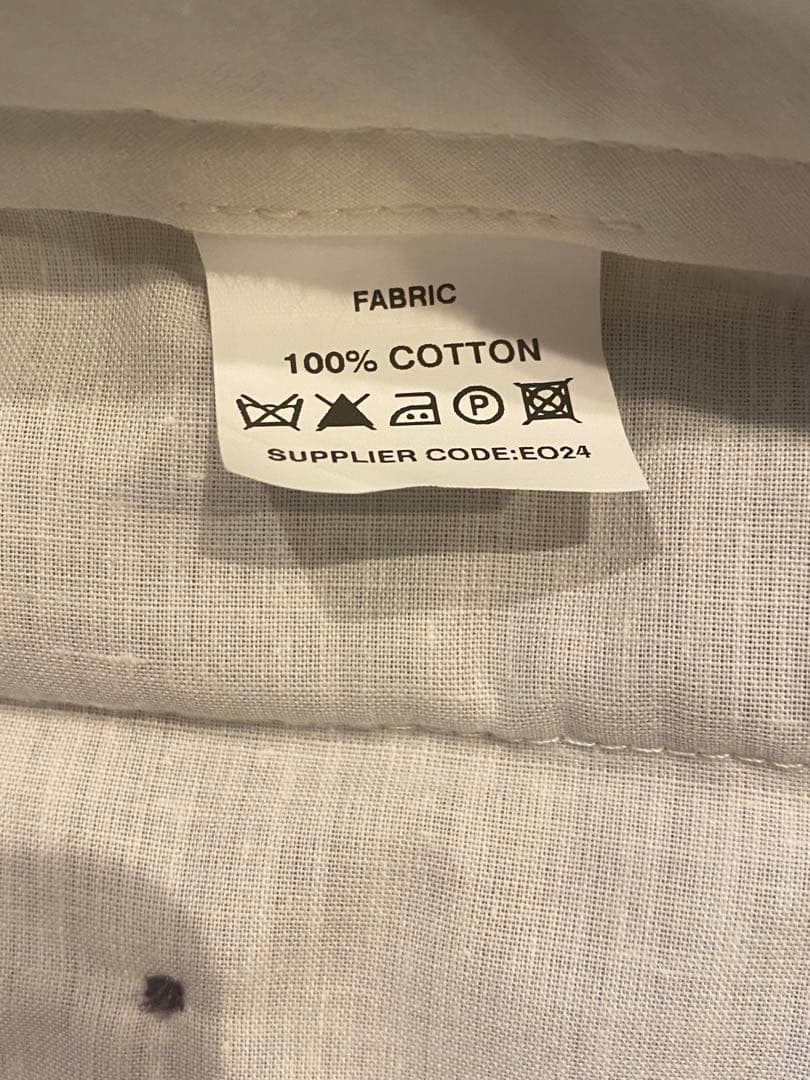 FABRIC
100% COTTON
P
SUPPLIER CODE:EO24